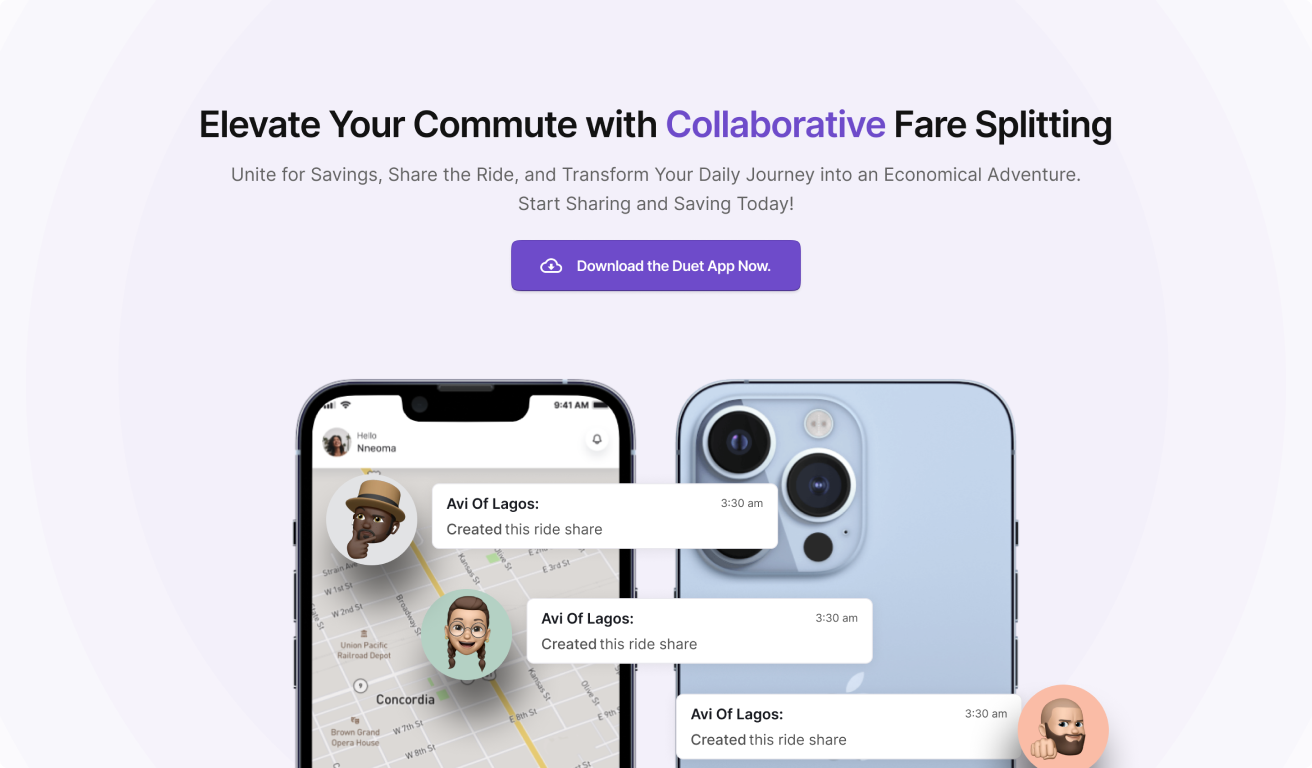 Elevate Your Commute with Collaborative Fare Splitting
Unite for Savings, Share the Ride, and Transform Your Daily Journey into an Economical Adventure.
Start Sharing and Saving Today!
Download the Duet App Now.
9:41 AM
Hello
Nneoma
Avi Of Lagos:
3:30 am
Created this ride share
Strain Ave
Kansas St
Olive St
E 2nd St
E 3rd St
W 1st St
W 2nd St
Broadway
Avi Of Lagos:
3:30 am
Created this ride share
Union Pacific
Railroad Depot
Concordia
Kansas St
Olive St
E 8th St
E 9th St
Brown Grand
Opera House
W 7th St
W 8th St
Avi Of Lagos:
3:30 am
Created this ride share